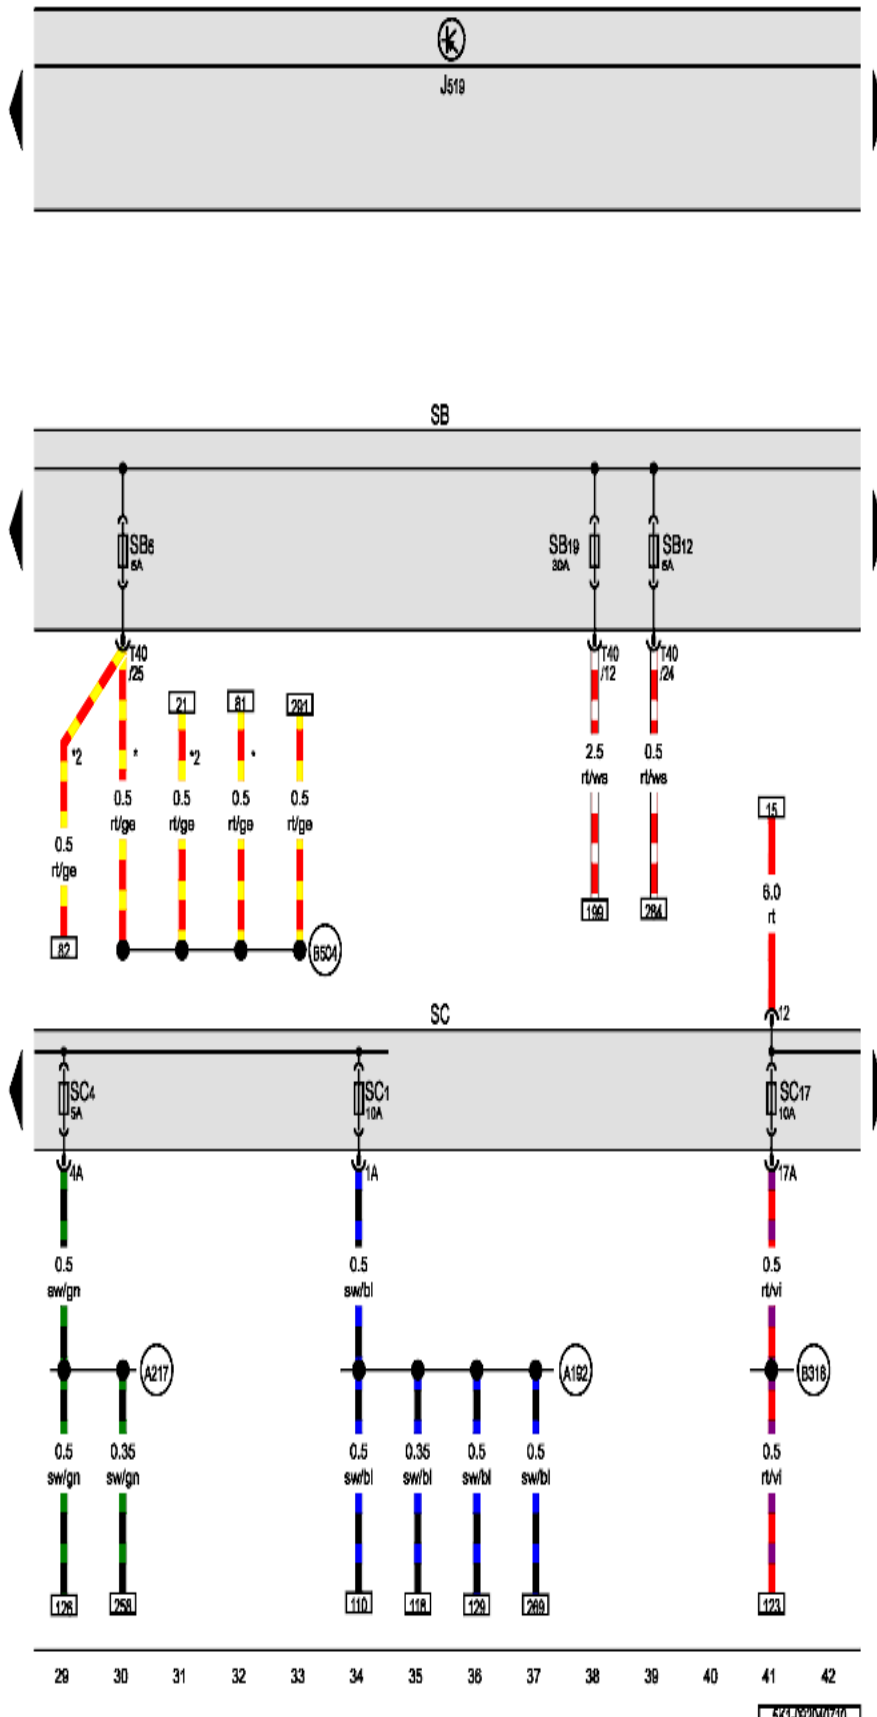 J519
SB
SB6
5A
SB19
30A
SB12
5A
T40
/25
T40
/12
T40
/24
21
81
291
*2
*
*2
*
2.5
rt/ws
0.5
rt/ws
0.5
rt/ge
0.5
rt/ge
0.5
rt/ge
0.5
rt/ge
15
0.5
rt/ge
6.0
rt
199
284
82
B504
SC
12
SC4
5A
SC1
10A
SC17
10A
4A
1A
17A
0.5
sw/gn
0.5
sw/bl
0.5
rt/vi
A217
A192
B318
0.5
sw/gn
0.35
sw/gn
0.5
sw/bl
0.35
sw/bl
0.5
sw/bl
0.5
sw/bl
0.5
rt/vi
126
258
110
118
129
269
123
29 30 31 32 33 34 35 36 37 38 39 40 41 42